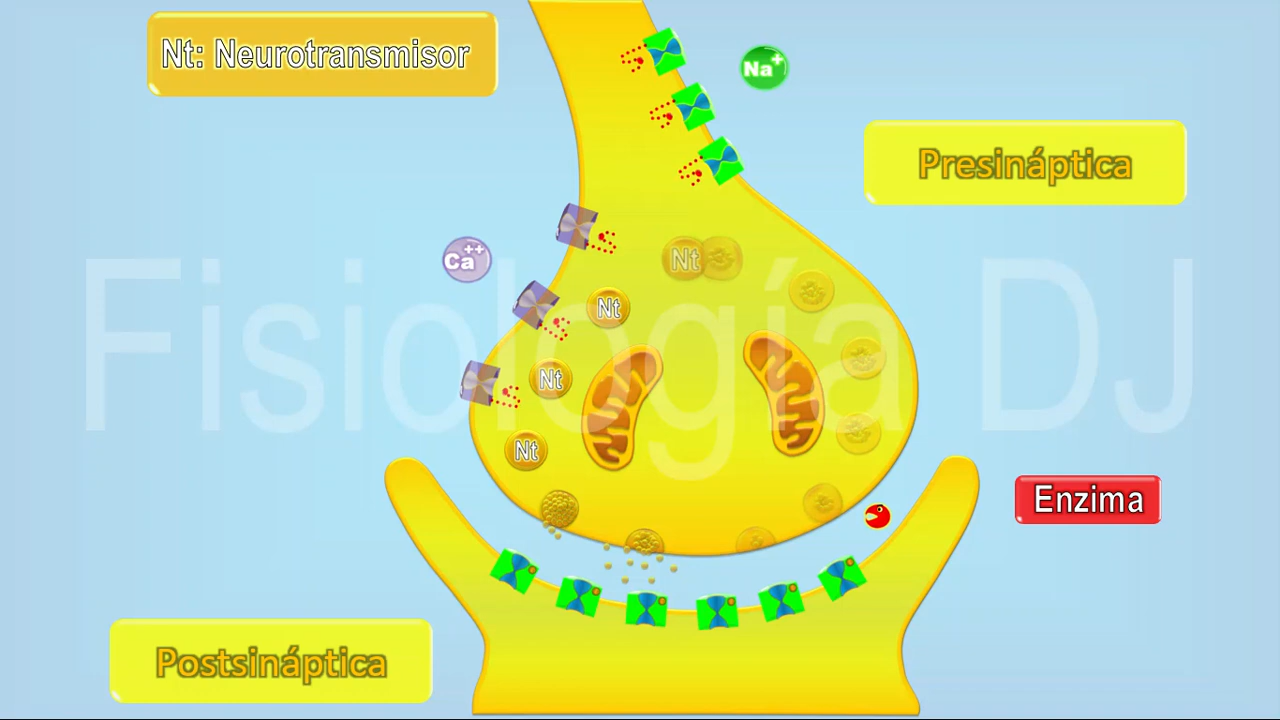 Nt: Neurotransmisor
Na+
Presináptica
Ca++
Nt
Nt
Nt
Nt
Fisiología DJ
Enzima
Postsináptica